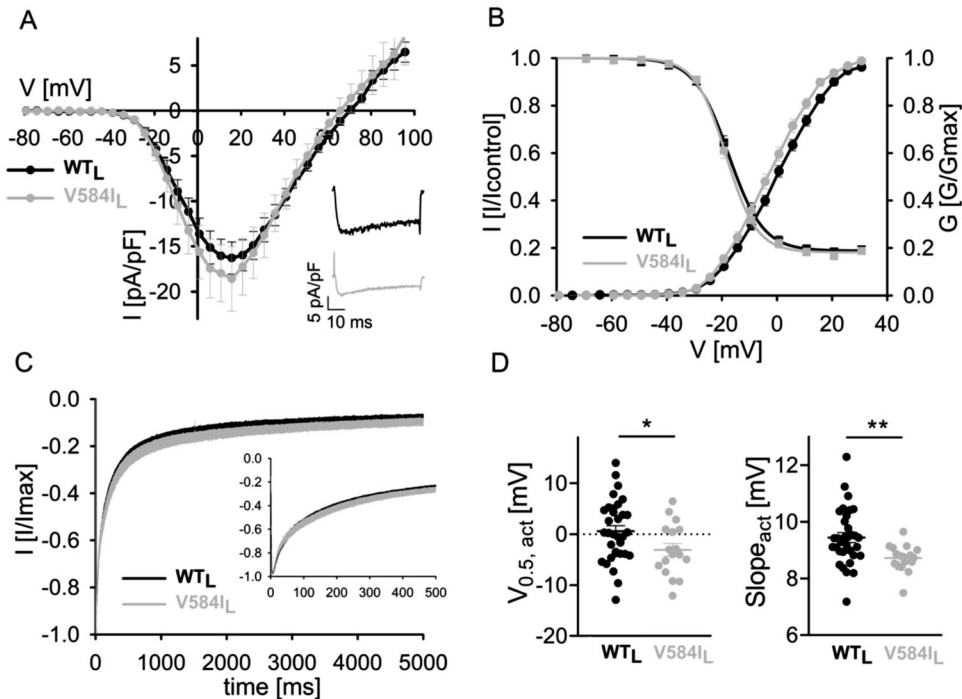 A
V [mV]
5
0
-80 -60 -40 -20 0 20 40 60 80 100
5
-10
-15
-20
WT_L
V584I_L
I [pA/pF]
5 pA/pF
10 ms
B
I [I/Icontrol]
1.0
0.8
0.6
0.4
0.2
0.0
WT_L
V584I_L
G [G/Gmax]
1.0
0.8
0.6
0.4
0.2
0.0
-80 -60 -40 -20 0 20 40
V [mV]
C
I [I/Imax]
0.0
-0.2
-0.4
-0.6
-0.8
-1.0
0.0
-0.2
-0.4
-0.6
-0.8
-1.0
0 100 200 300 400 500
WT_L
V584I_L
0 1000 2000 3000 4000 5000
time [ms]
D
*
V0.5, act [mV]
10
0
-10
-20
WT_L V584I_L
**
Slope_act [mV]
12
10
8
6
WT_L V584I_L